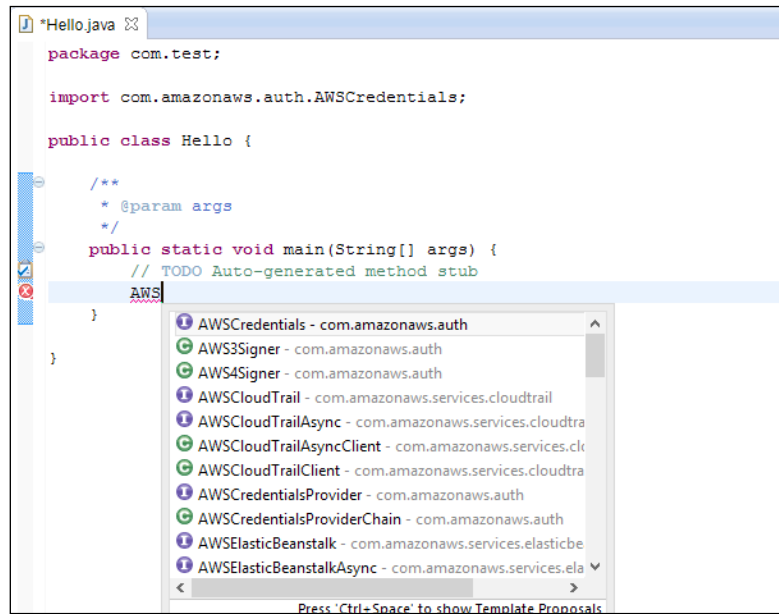 *Hello.java
package com.test;
import com.amazonaws.auth.AWSCredentials;
public class Hello {
/**
* @param args
*/
public static void main(String[] args) {
// TODO Auto-generated method stub
AWS
}
}
AWSCredentials - com.amazonaws.auth
AWS3Signer - com.amazonaws.auth
AWS4Signer - com.amazonaws.auth
AWSCloudTrail - com.amazonaws.services.cloudtrail
AWSCloudTrailAsync - com.amazonaws.services.cloudtra
AWSCloudTrailAsyncClient - com.amazonaws.services.clo
AWSCloudTrailClient - com.amazonaws.services.cloudtra
AWSCredentialsProvider - com.amazonaws.auth
AWSCredentialsProviderChain - com.amazonaws.auth
AWSElasticBeanstalk - com.amazonaws.services.elasticbe
AWSElasticBeanstalkAsync - com.amazonaws.services.ela
Press 'Ctrl+Space' to show Template Proposals